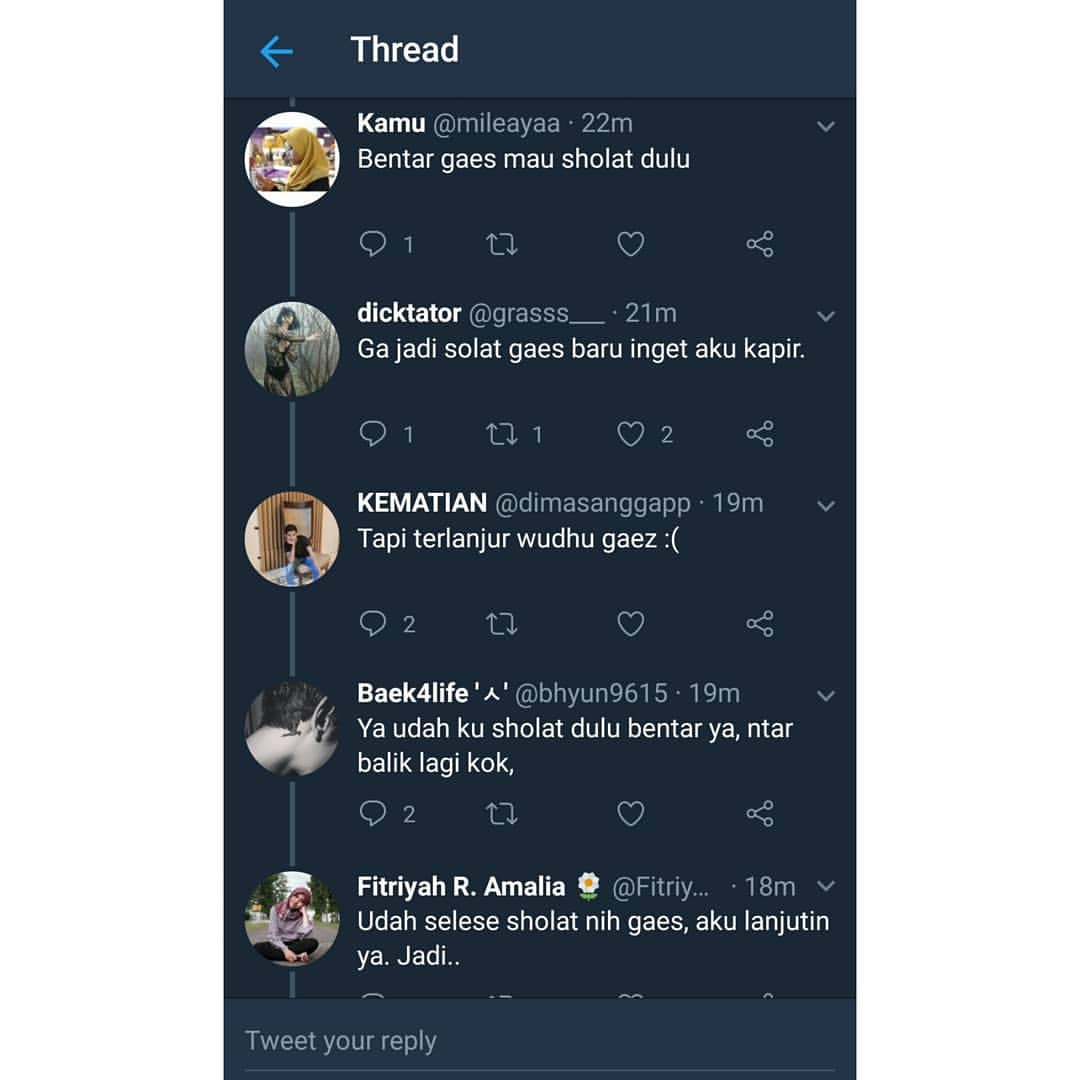 Thread
Kamu @mileayaa · 22m
Bentar gaes mau sholat dulu
1
dicktator @grasss___ · 21m
Ga jadi solat gaes baru inget aku kapir.
1 1 2
KEMATIAN @dimasanggapp · 19m
Tapi terlanjur wudhu gaez :(
2
Baek4life 'ㅅ' @bhyun9615 · 19m
Ya udah ku sholat dulu bentar ya, ntar
balik lagi kok,
2
Fitriyah R. Amalia 🌼 @Fitriy... · 18m
Udah selese sholat nih gaes, aku lanjutin
ya. Jadi..
Tweet your reply